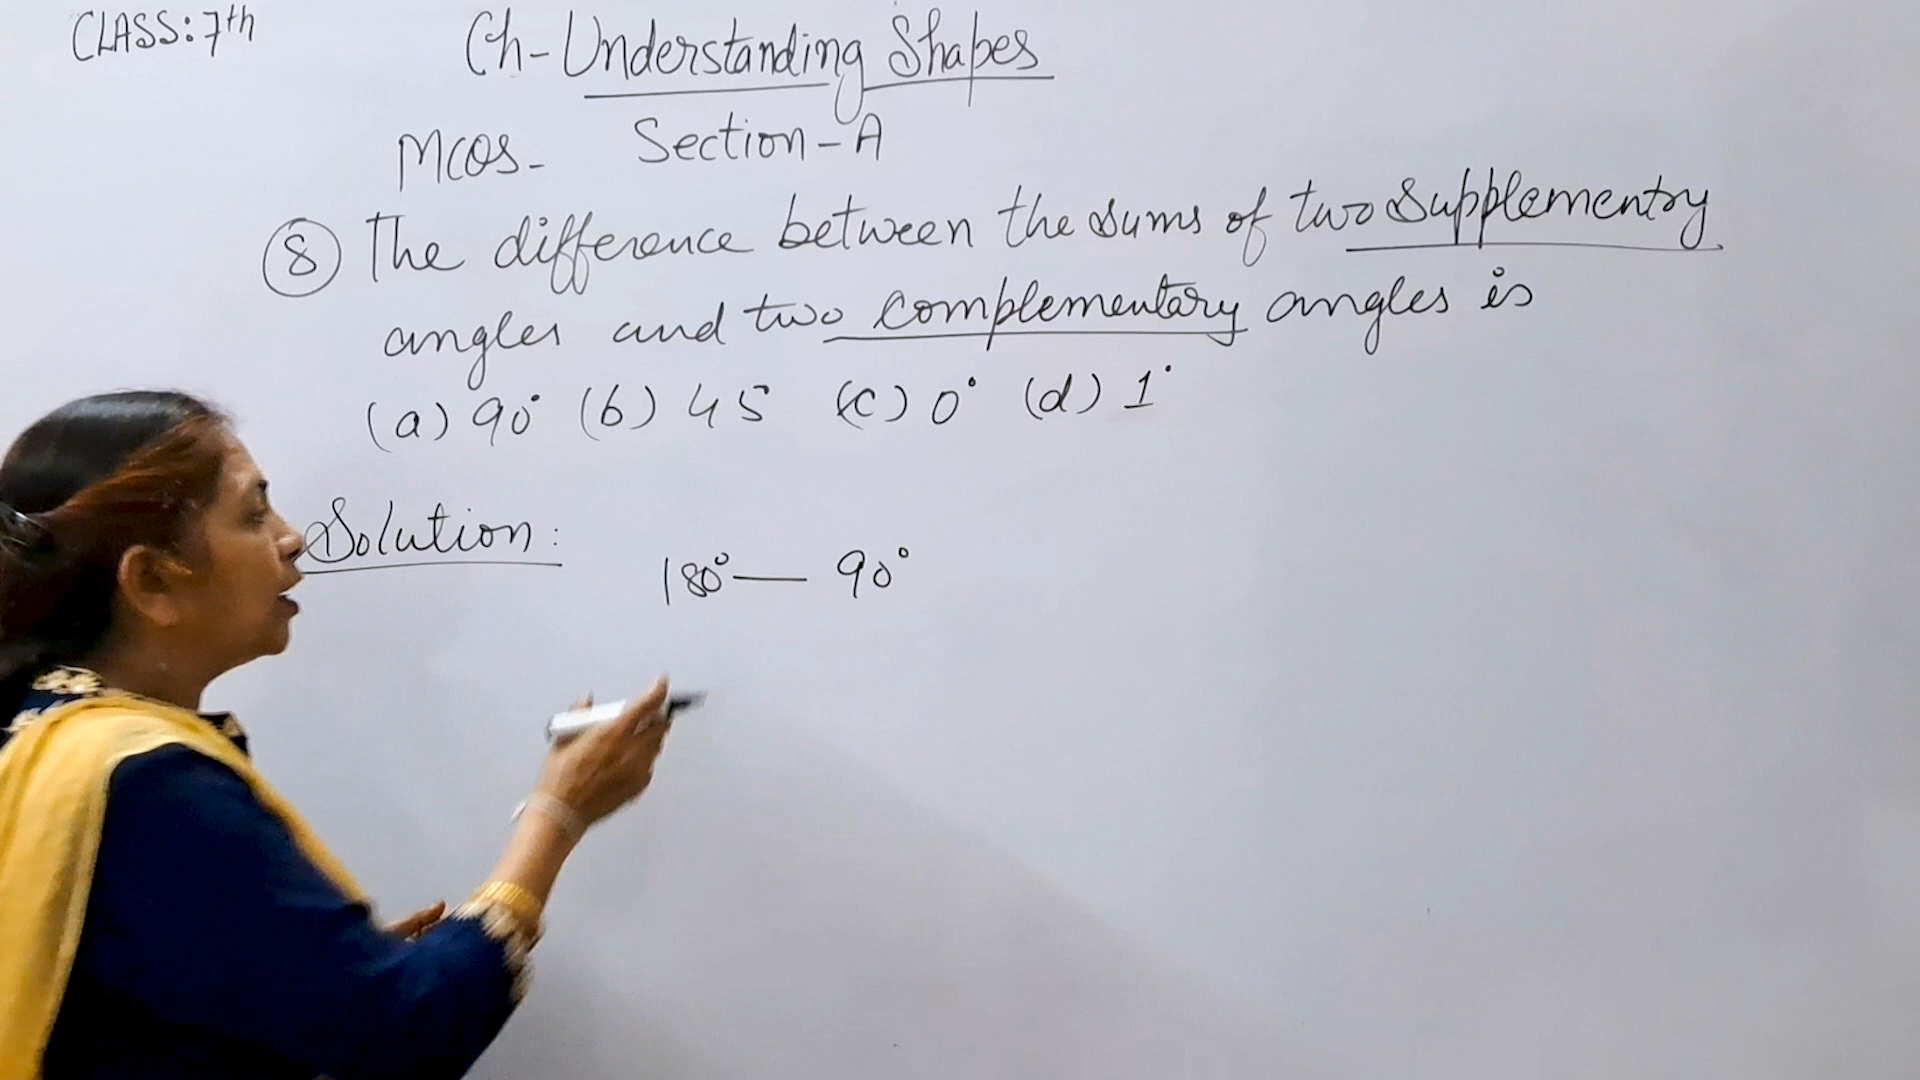 CLASS: 7th
Ch-Understanding Shapes
MCQS- Section-A
(8) The difference between the sums of two supplementry
angles and two complementary angles is
(a) 90° (b) 45° (c) 0° (d) 1°
Solution:
180° — 90°